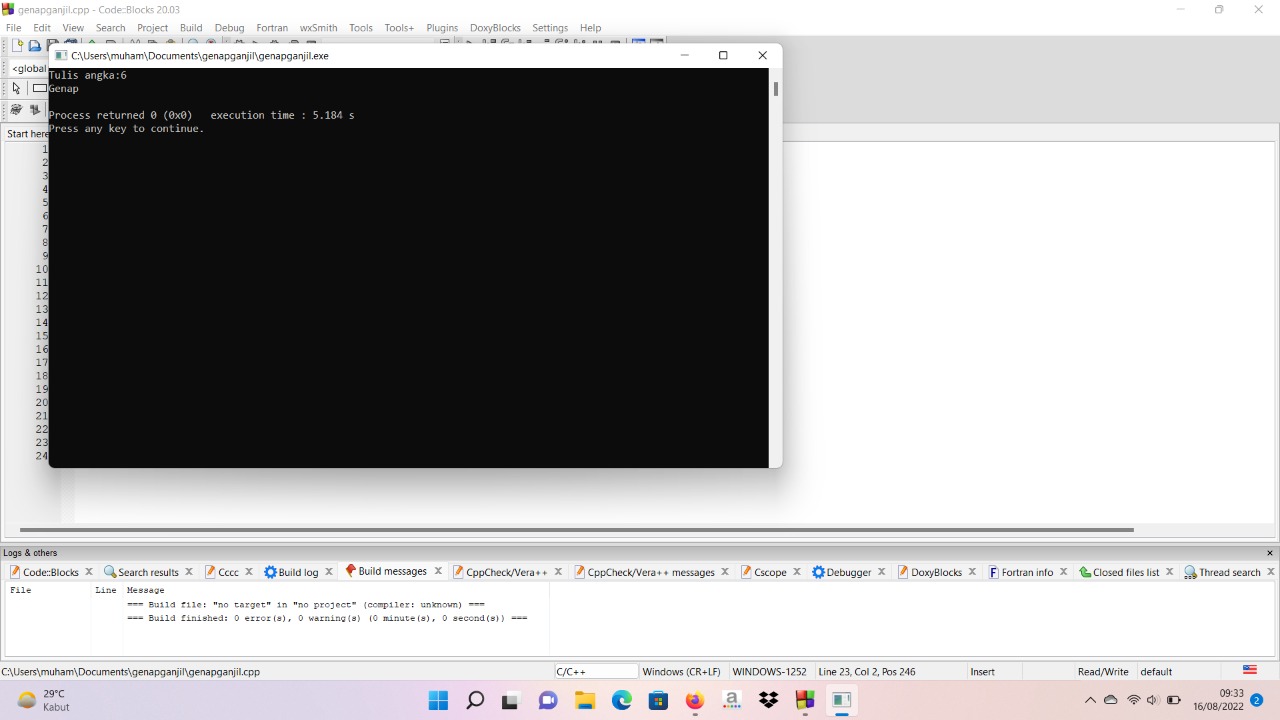 genapganjil.cpp - Code::Blocks 20.03
File Edit View Search Project Build Debug Fortran wxSmith Tools Tools+ Plugins DoxyBlocks Settings Help
C:\Users\muham\Documents\genapganjil\genapganjil.exe
<global
Tulis angka:6
Genap
Process returned 0 (0x0)   execution time : 5.184 s
Press any key to continue.
Start here
1
2
3
4
5
6
7
8
9
10
11
12
13
14
15
16
17
18
19
20
21
22
23
24
Logs & others
Code::Blocks Search results Cccc Build log Build messages CppCheck/Vera++ CppCheck/Vera++ messages Cscope Debugger DoxyBlocks Fortran info Closed files list Thread search
File Line Message
=== Build file: "no target" in "no project" (compiler: unknown) ===
=== Build finished: 0 error(s), 0 warning(s) (0 minute(s), 0 second(s)) ===
C:\Users\muham\Documents\genapganjil\genapganjil.cpp C/C++ Windows (CR+LF) WINDOWS-1252 Line 23, Col 2, Pos 246 Insert Read/Write default
29°C
Kabut
09:33
16/08/2022
2